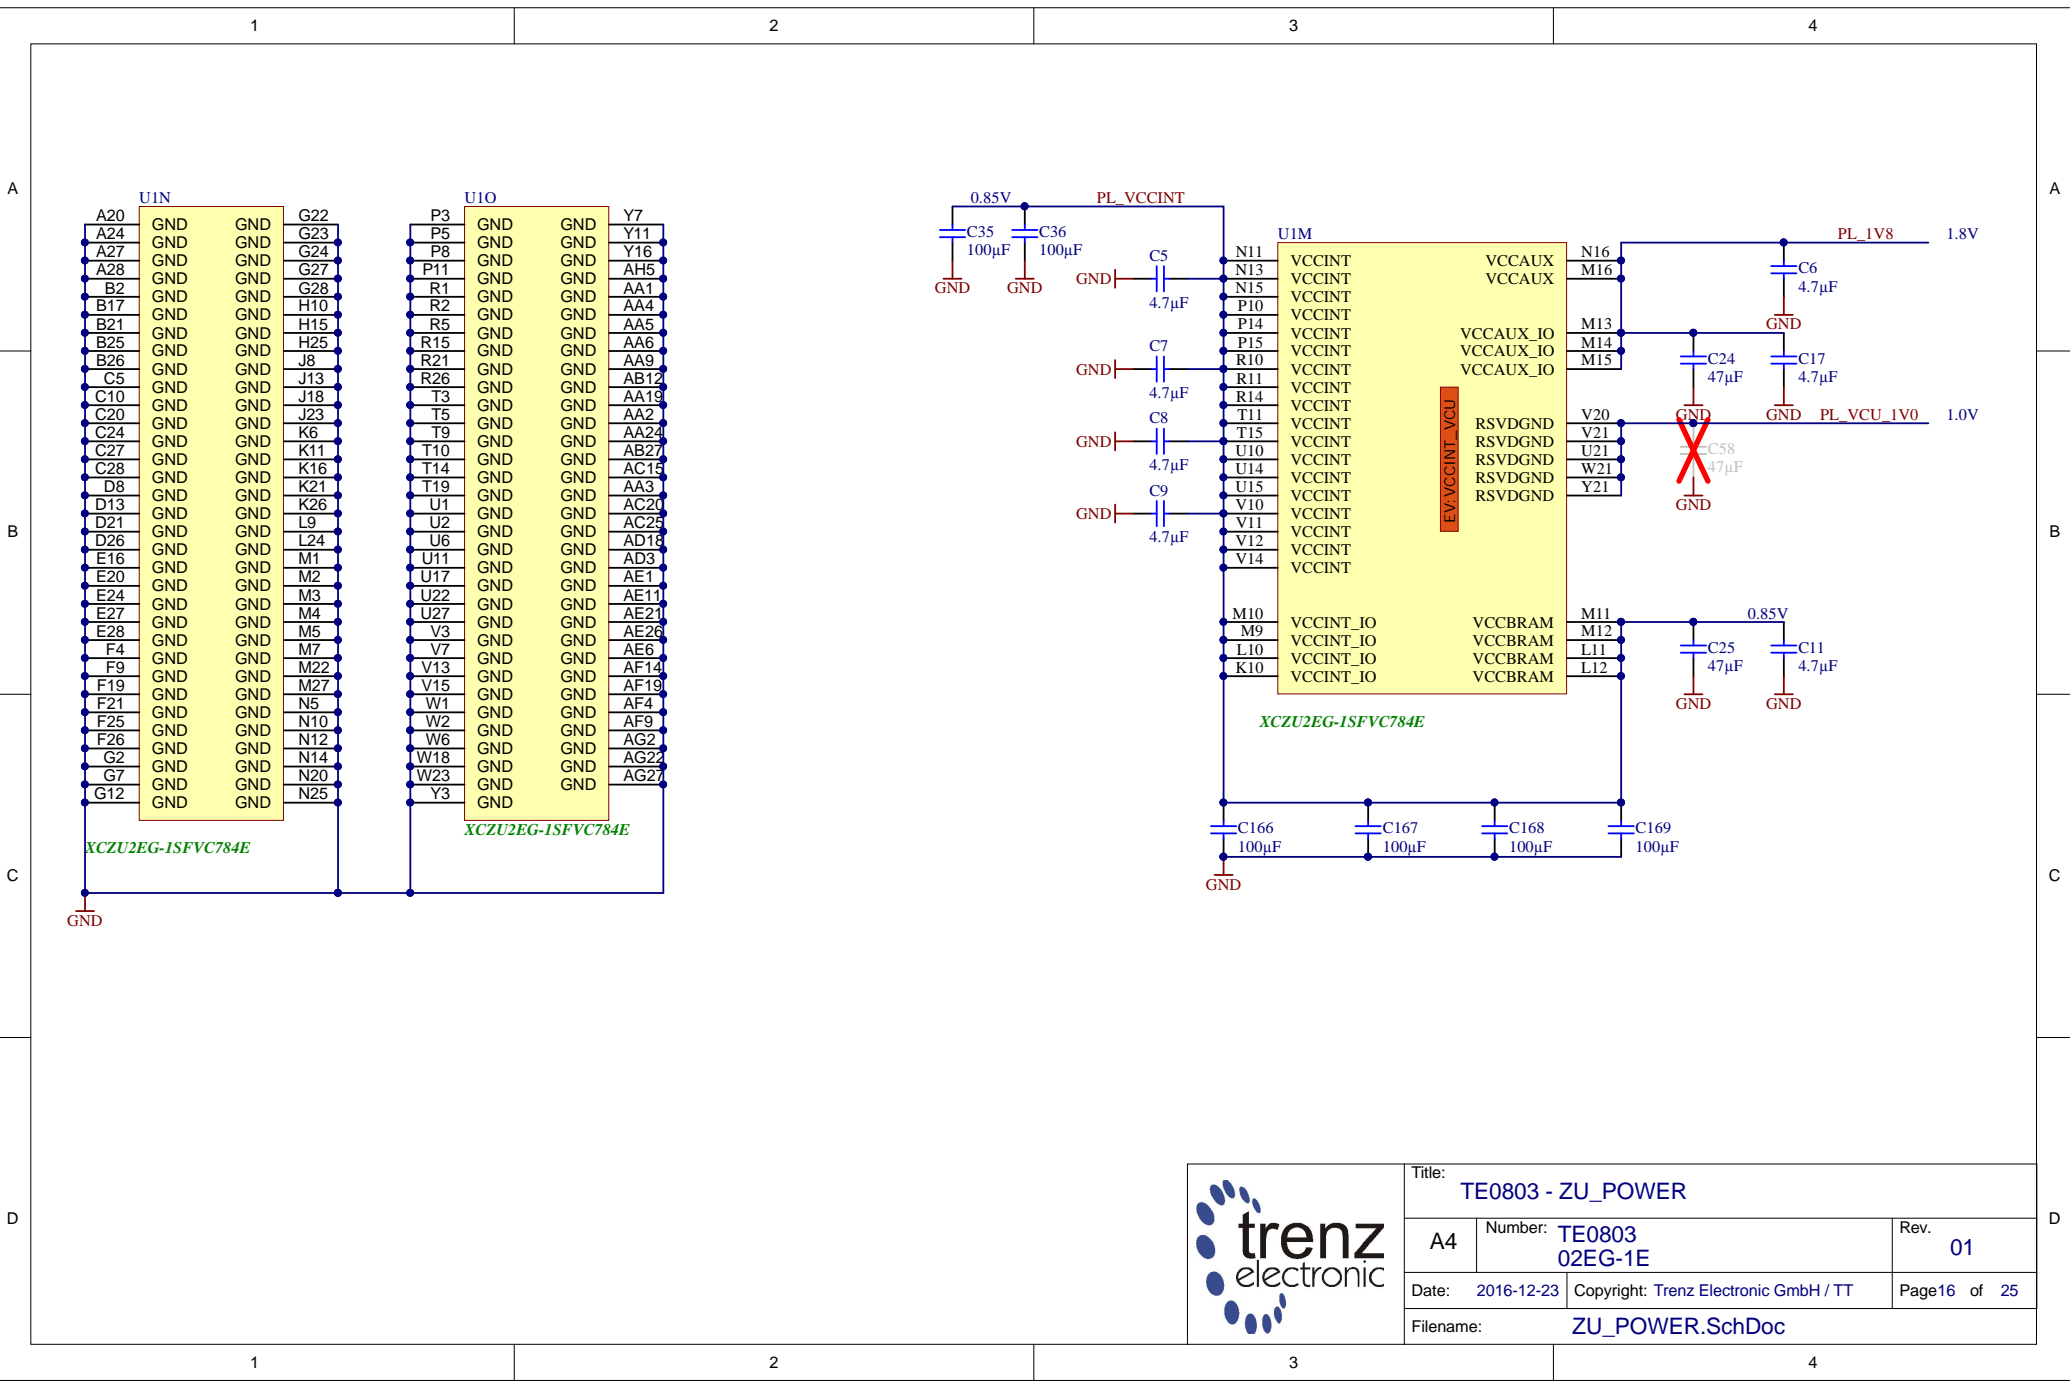 1 2 3 4
A A
B B
C C
D D
U1N
A20 GND GND G22
A24 GND GND G23
A27 GND GND G24
A28 GND GND G27
B2 GND GND G28
B17 GND GND H10
B21 GND GND H15
B25 GND GND H25
B26 GND GND J8
C5 GND GND J13
C10 GND GND J18
C20 GND GND J23
C24 GND GND K6
C27 GND GND K11
C28 GND GND K16
D8 GND GND K21
D13 GND GND K26
D21 GND GND L9
D26 GND GND L24
E16 GND GND M1
E20 GND GND M2
E24 GND GND M3
E27 GND GND M4
E28 GND GND M5
F4 GND GND M7
F9 GND GND M22
F19 GND GND M27
F21 GND GND N5
F25 GND GND N10
F26 GND GND N12
G2 GND GND N14
G7 GND GND N20
G12 GND GND N25
XCZU2EG-1SFVC784E
GND
U1O
P3 GND GND Y7
P5 GND GND Y11
P8 GND GND Y16
P11 GND GND AH5
R1 GND GND AA1
R2 GND GND AA4
R5 GND GND AA5
R15 GND GND AA6
R21 GND GND AA9
R26 GND GND AB12
T3 GND GND AA19
T5 GND GND AA2
T9 GND GND AA24
T10 GND GND AB27
T14 GND GND AC15
T19 GND GND AA3
U1 GND GND AC20
U2 GND GND AC25
U6 GND GND AD18
U11 GND GND AD3
U17 GND GND AE1
U22 GND GND AE11
U27 GND GND AE21
V3 GND GND AE26
V7 GND GND AE6
V13 GND GND AF14
V15 GND GND AF19
W1 GND GND AF4
W2 GND GND AF9
W6 GND GND AG2
W18 GND GND AG22
W23 GND GND AG27
Y3 GND
XCZU2EG-1SFVC784E
0.85V PL_VCCINT
C35 C36
100µF 100µF
GND GND
C5
GND
4.7µF
C7
GND
4.7µF
C8
GND
4.7µF
C9
GND
4.7µF
U1M
N11 VCCINT VCCAUX N16
N13 VCCINT VCCAUX M16
N15 VCCINT
P10 VCCINT
P14 VCCINT VCCAUX_IO M13
P15 VCCINT VCCAUX_IO M14
R10 VCCINT VCCAUX_IO M15
R11 VCCINT
R14 VCCINT
T11 VCCINT RSVDGND V20
T15 VCCINT RSVDGND V21
U10 VCCINT RSVDGND U21
U14 VCCINT RSVDGND W21
U15 VCCINT RSVDGND Y21
V10 VCCINT
V11 VCCINT
V12 VCCINT
V14 VCCINT
EV: VCCINT_VCU
M10 VCCINT_IO VCCBRAM M11
M9 VCCINT_IO VCCBRAM M12
L10 VCCINT_IO VCCBRAM L11
K10 VCCINT_IO VCCBRAM L12
XCZU2EG-1SFVC784E
PL_1V8 1.8V
C6
4.7µF
GND
C24 C17
47µF 4.7µF
GND GND
PL_VCU_1V0 1.0V
C58
47µF
GND
0.85V
C25 C11
47µF 4.7µF
GND GND
C166 C167 C168 C169
100µF 100µF 100µF 100µF
GND
trenz
electronic
Title:
TE0803 - ZU_POWER
A4 Number: TE0803
02EG-1E
Rev.
01
Date: 2016-12-23 Copyright: Trenz Electronic GmbH / TT Page16 of 25
Filename: ZU_POWER.SchDoc
1 2 3 4